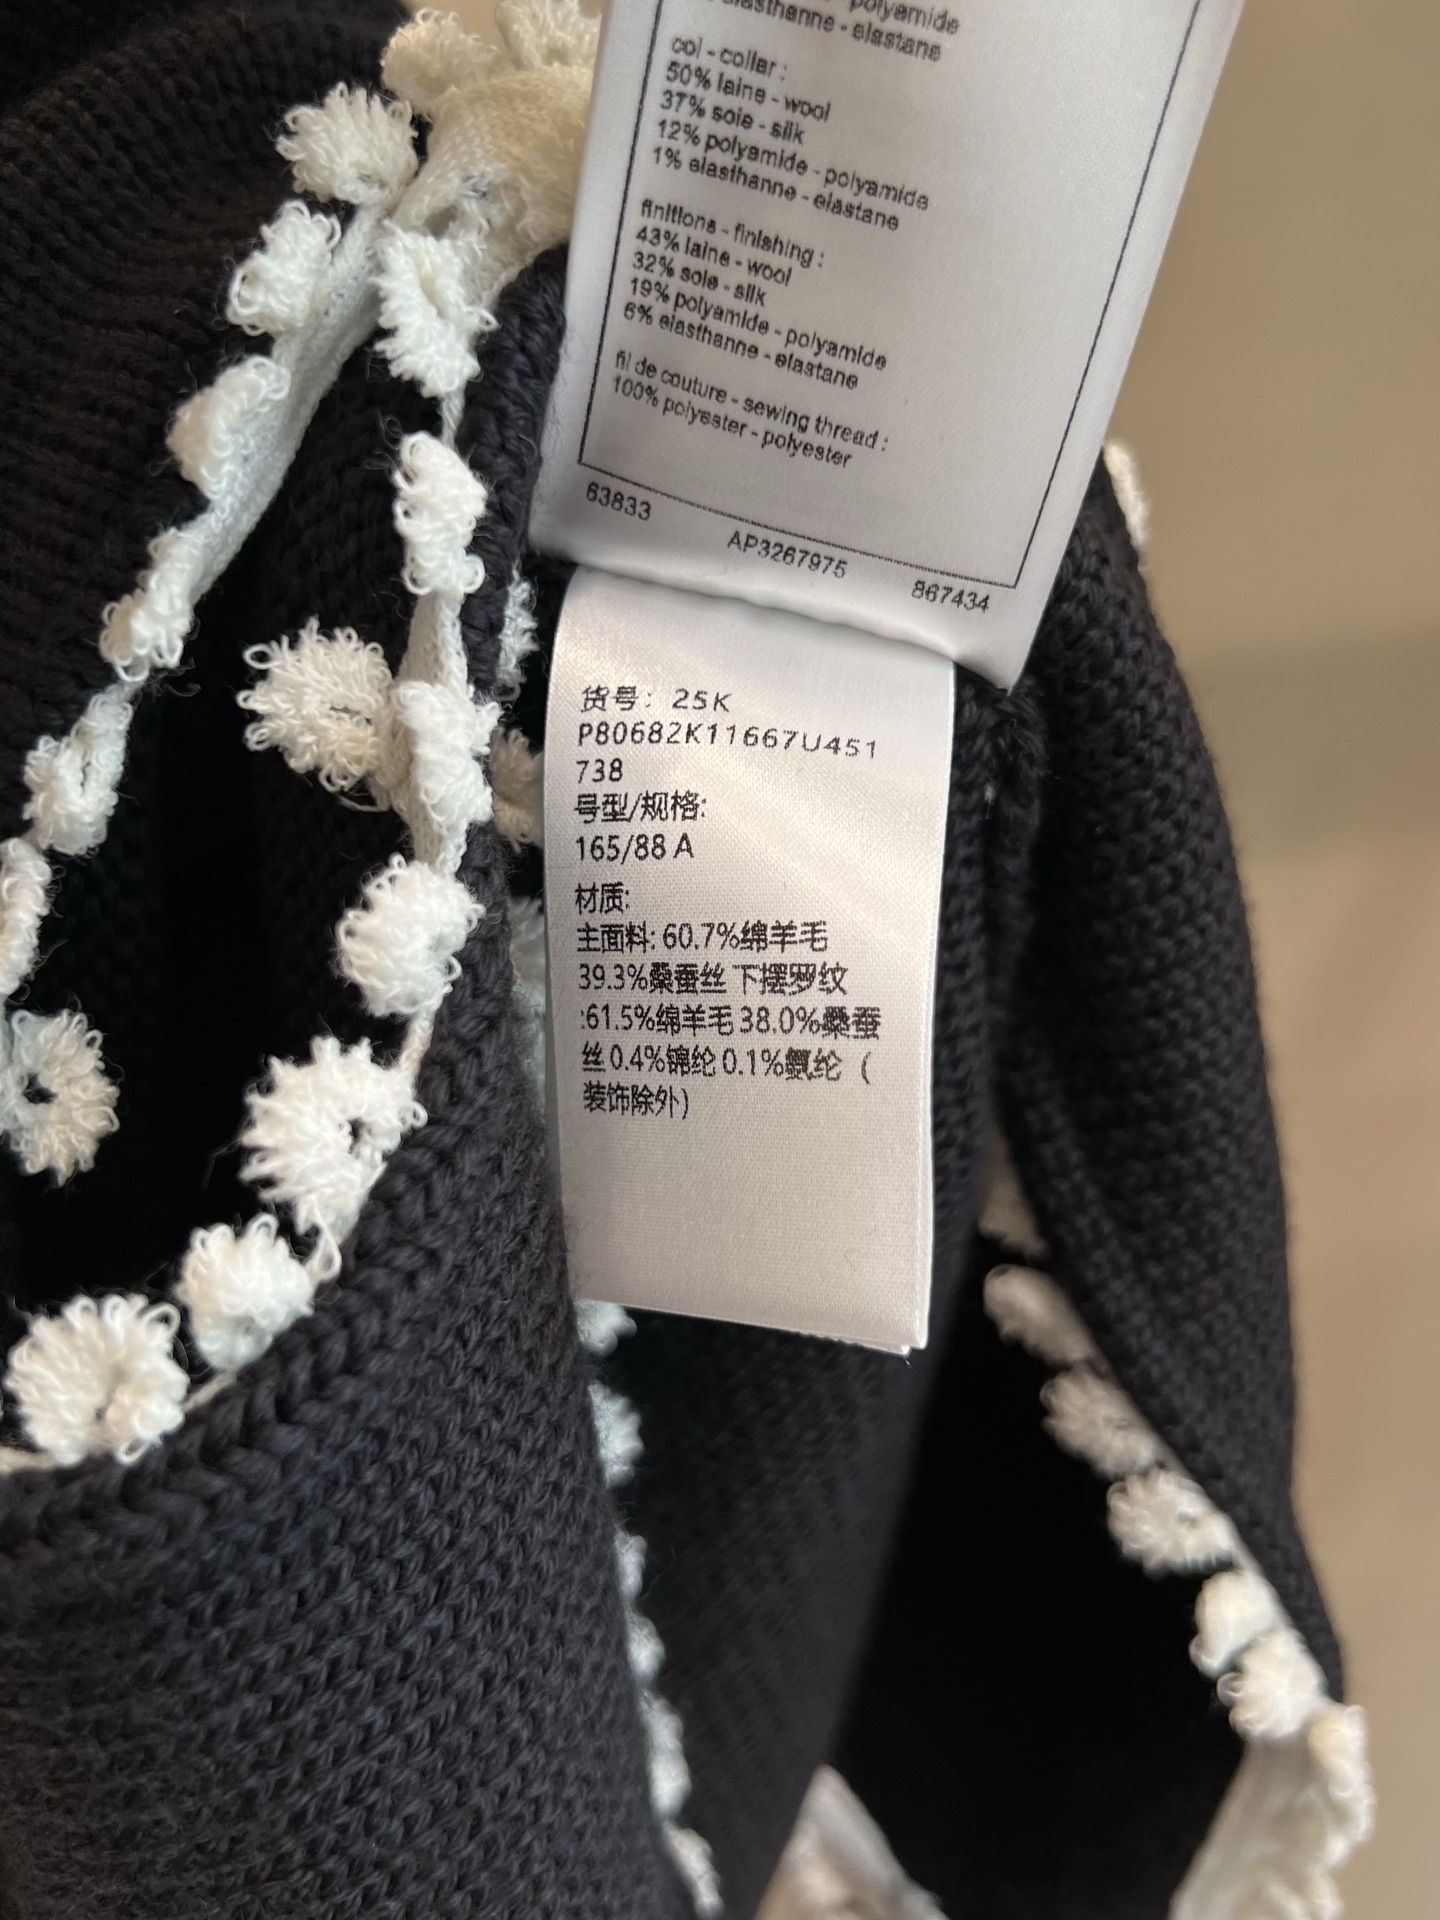 polyamide
elasthanne - elastane
col - collar :
50% laine - wool
37% soie - silk
12% polyamide - polyamide
1% elasthanne - elastane
finitions - finishing :
43% laine - wool
32% soie - silk
19% polyamide - polyamide
6% elasthanne - elastane
fil de couture - sewing thread :
100% polyester - polyester
63833
AP3267975
867434
货号：25K
P80682K11667U451
738
号型/规格:
165/88 A
材质:
主面料: 60.7%绵羊毛
39.3%桑蚕丝 下摆罗纹
:61.5%绵羊毛 38.0%桑蚕
丝 0.4%锦纶 0.1%氨纶（
装饰除外)